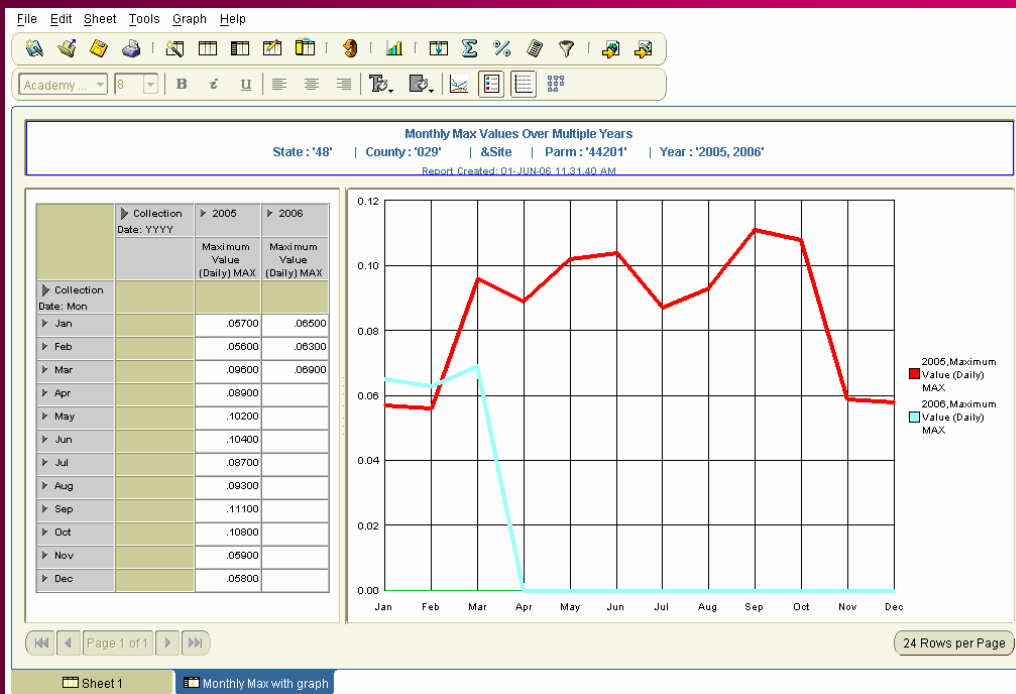 File Edit Sheet Tools Graph Help
Academy ... 8 B i U
Monthly Max Values Over Multiple Years
State : '48' | County : '029' | &Site | Parm : '44201' | Year : '2005, 2006'
Report Created: 01-JUN-06 11.31.40 AM
Collection Date: YYYY 2005 2006
Maximum Value (Daily) MAX Maximum Value (Daily) MAX
Collection Date: Mon
Jan .05700 .06500
Feb .05600 .06300
Mar .09600 .06900
Apr .08900
May .10200
Jun .10400
Jul .08700
Aug .09300
Sep .11100
Oct .10800
Nov .05900
Dec .05800
0.12
0.10
0.08
0.06
0.04
0.02
0.00
Jan Feb Mar Apr May Jun Jul Aug Sep Oct Nov Dec
2005,Maximum
Value (Daily)
MAX
2006,Maximum
Value (Daily)
MAX
Page 1 of 1
24 Rows per Page
Sheet 1 Monthly Max with graph